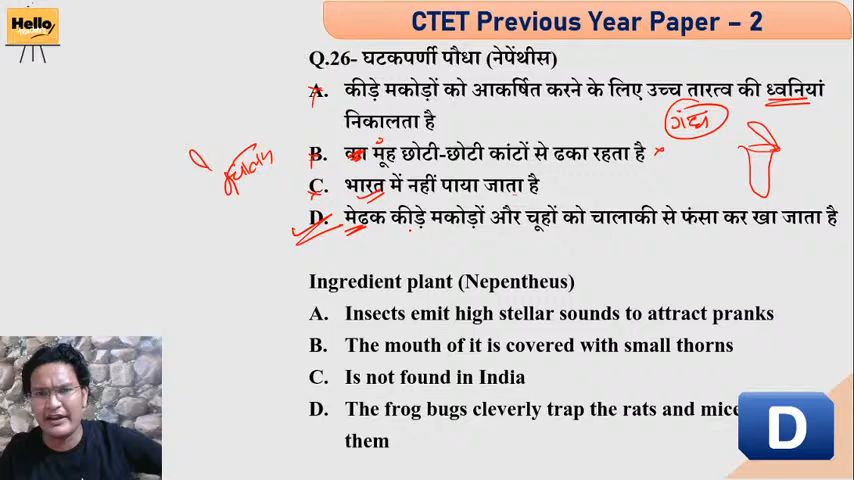 Hello
CTET Previous Year Paper – 2
Q.26- घटकपर्णी पौधा (नेपेंथीस)
A. कीड़े मकोड़ों को आकर्षित करने के लिए उच्च तारत्व की ध्वनियां
निकालता है
गंध
B. का मूह छोटी-छोटी कांटों से ढका रहता है
C. भारत में नहीं पाया जाता है
D. मेढक कीड़े मकोड़ों और चूहों को चालाकी से फंसा कर खा जाता है
Ingredient plant (Nepentheus)
A. Insects emit high stellar sounds to attract pranks
B. The mouth of it is covered with small thorns
C. Is not found in India
D. The frog bugs cleverly trap the rats and mice
them
D